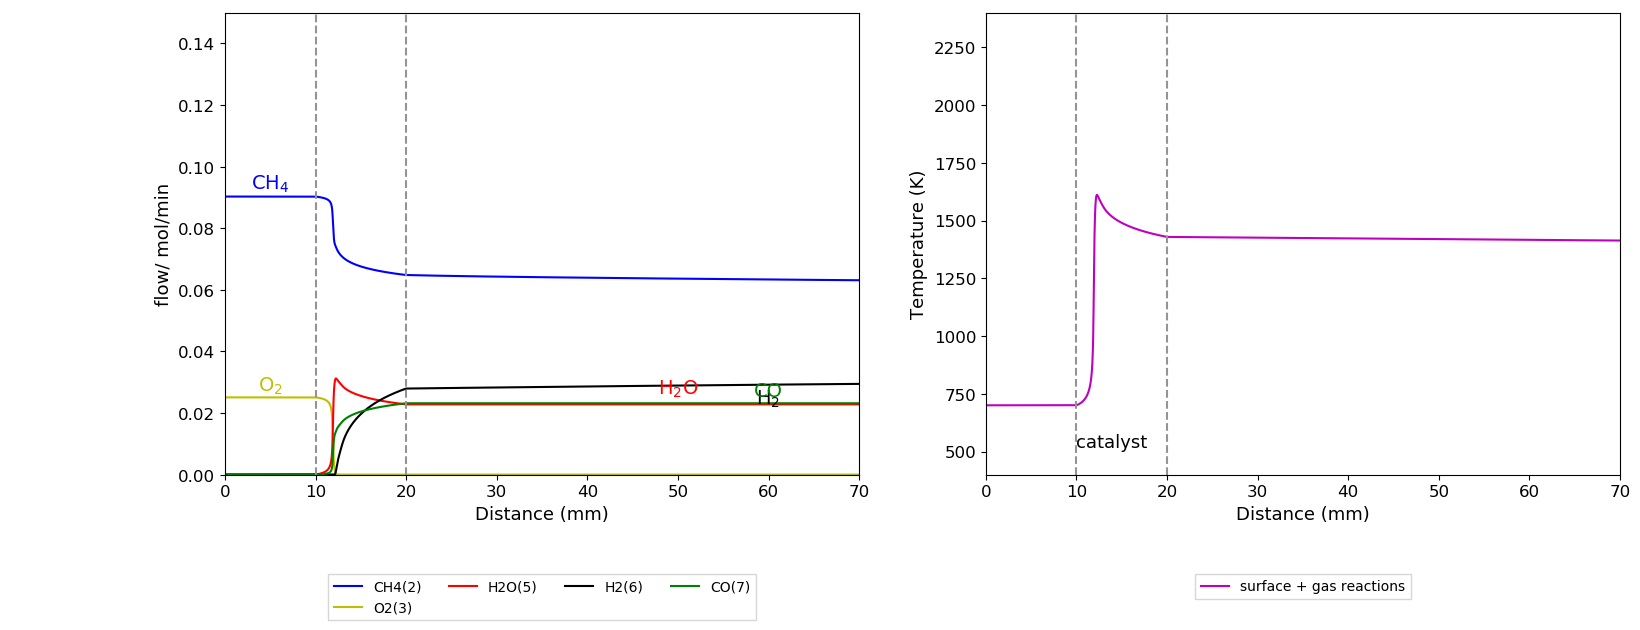 0.14
0.12
0.10
0.08
0.06
0.04
0.02
0.00
flow/ mol/min
CH4
O2
H2O
CO
H2
0 10 20 30 40 50 60 70
Distance (mm)
CH4(2) H2O(5) H2(6) CO(7)
O2(3)
2250
2000
1750
1500
1250
1000
750
500
Temperature (K)
catalyst
0 10 20 30 40 50 60 70
Distance (mm)
surface + gas reactions